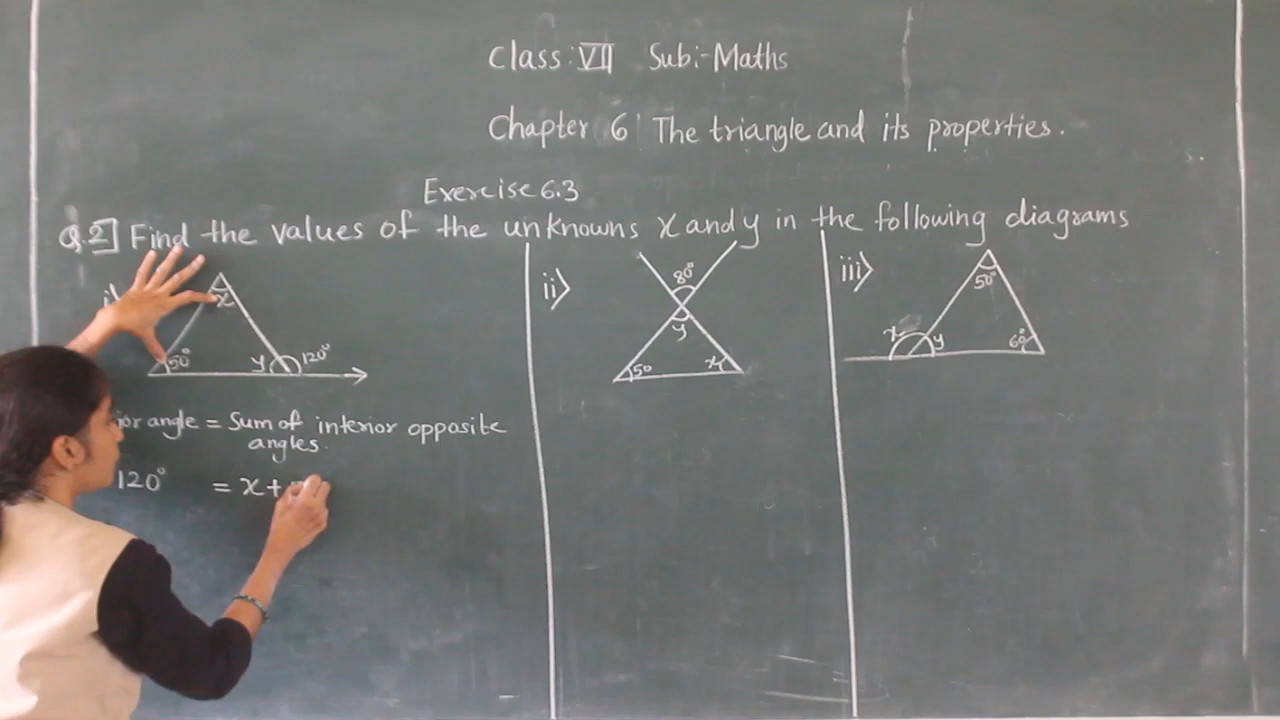 Class: VII Sub:-Maths
Chapter 6 The triangle and its properties.
Exercise 6.3
Q.2] Find the values of the unknowns x and y in the following diagrams
i)
x
50°
y
120°
ior angle = Sum of interior opposite
angles.
120° = x +
ii)
80°
y
50
x
iii)
50°
x
y
60°